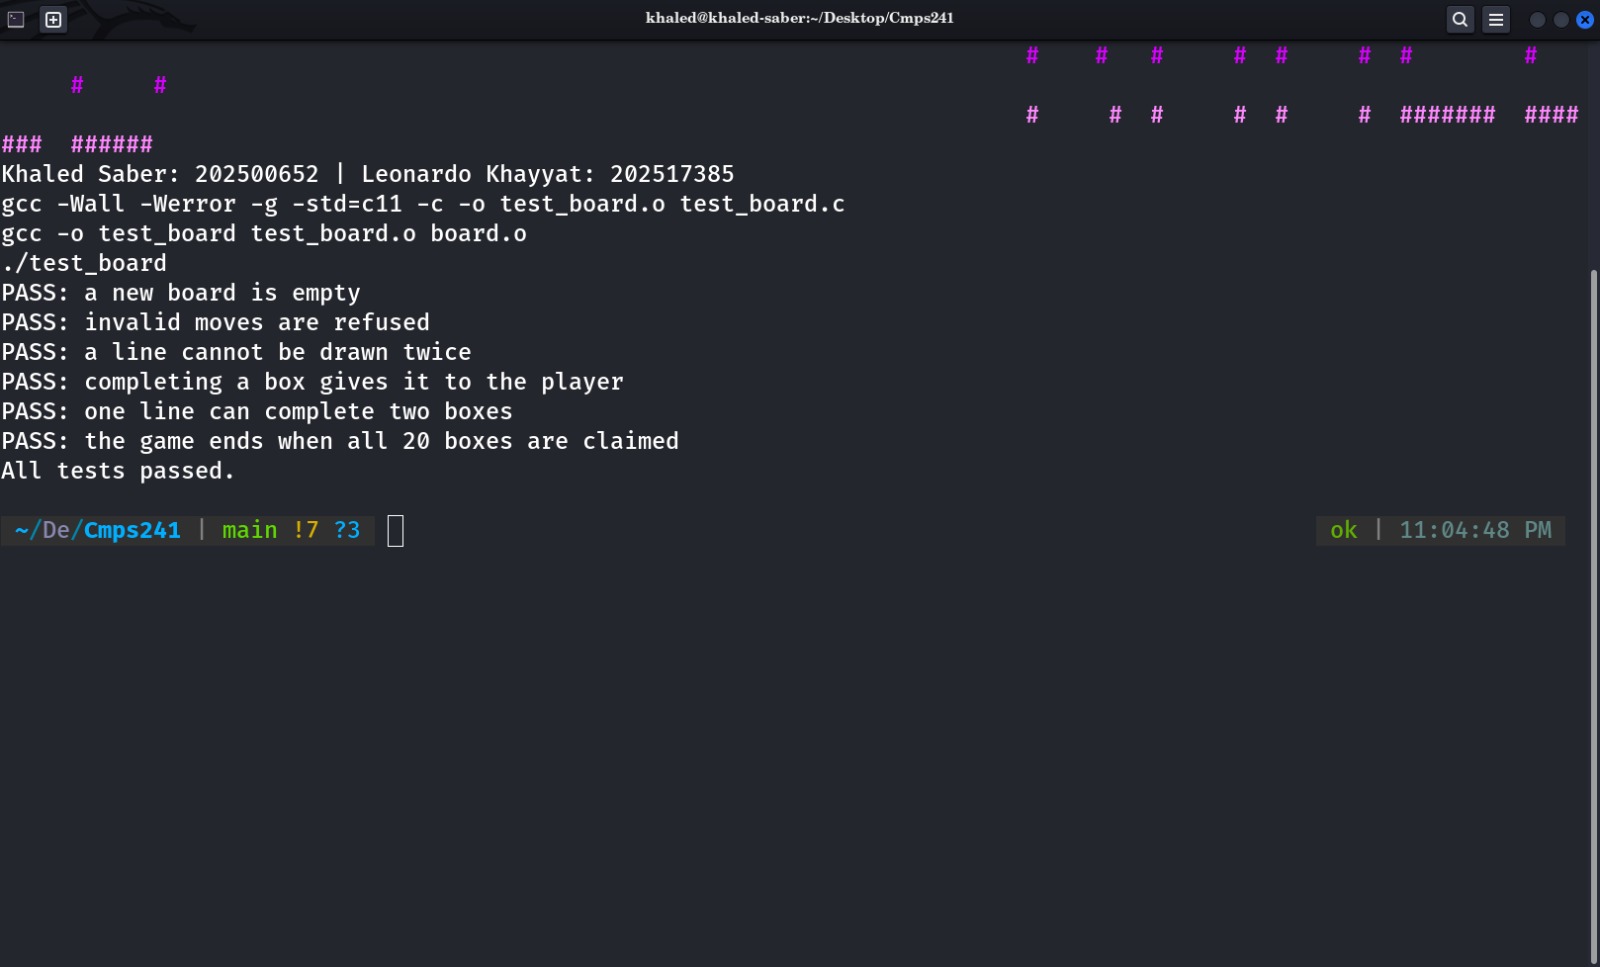 khaled@khaled-saber:~/Desktop/Cmps241
#    #   #     #  #     #  #        #
#     #
#     #  #     #  #     #  #######  ####
###  ######
Khaled Saber: 202500652 | Leonardo Khayyat: 202517385
gcc -Wall -Werror -g -std=c11 -c -o test_board.o test_board.c
gcc -o test_board test_board.o board.o
./test_board
PASS: a new board is empty
PASS: invalid moves are refused
PASS: a line cannot be drawn twice
PASS: completing a box gives it to the player
PASS: one line can complete two boxes
PASS: the game ends when all 20 boxes are claimed
All tests passed.
~/De/Cmps241 | main !7 ?3 ok | 11:04:48 PM